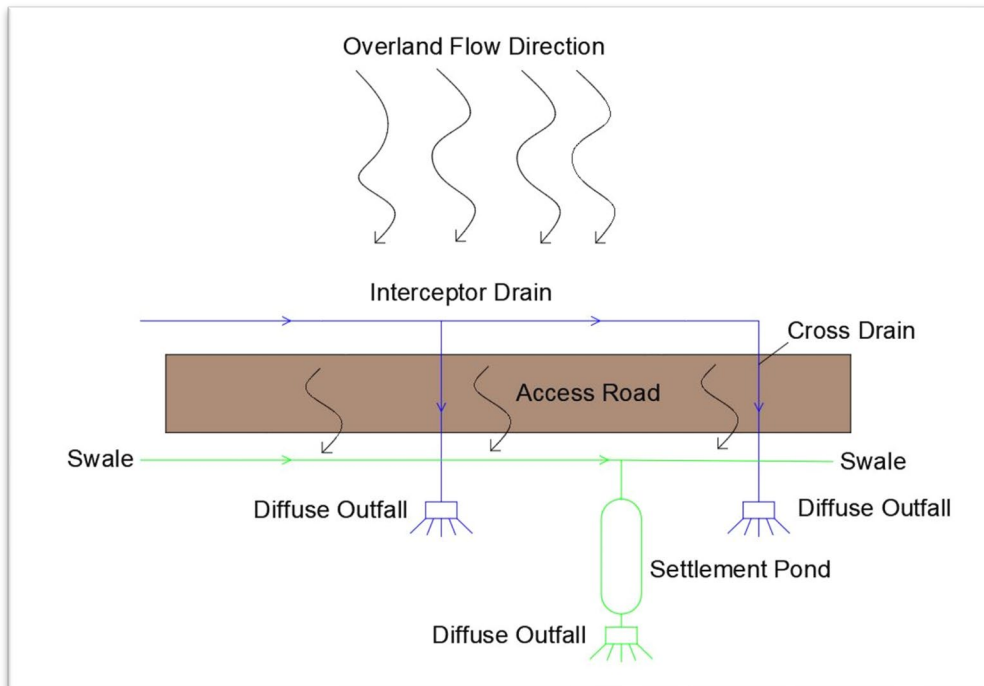 Overland Flow Direction
Interceptor Drain
Cross Drain
Access Road
Swale
Swale
Diffuse Outfall
Diffuse Outfall
Settlement Pond
Diffuse Outfall